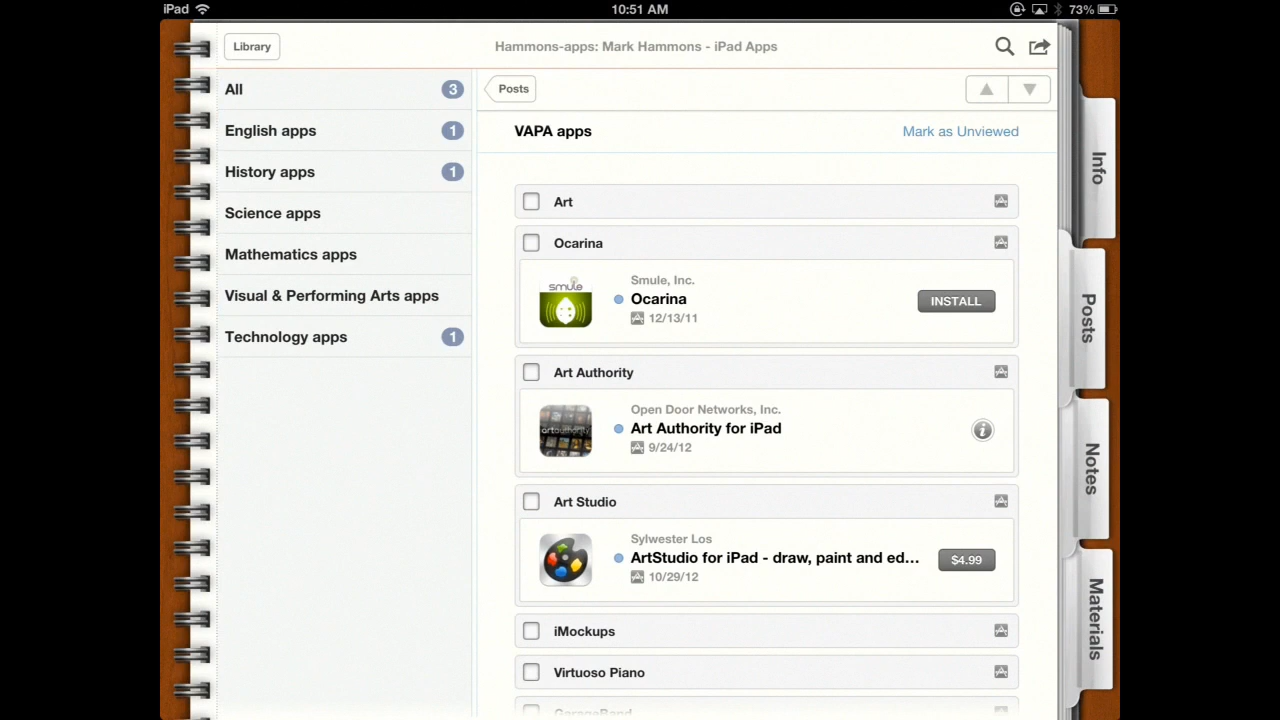 iPad
10:51 AM
73%
Library
Hammons-apps: Mark Hammons - iPad Apps
All 3
English apps 1
History apps 1
Science apps
Mathematics apps
Visual & Performing Arts apps
Technology apps 1
Posts
VAPA apps
Mark as Unviewed
Art
Ocarina
smule
Smule, Inc.
Ocarina
12/13/11
INSTALL
Art Authority
artauthority
Open Door Networks, Inc.
Art Authority for iPad
9/24/12
Art Studio
Sylwester Los
ArtStudio for iPad - draw, paint and ed...
10/29/12
$4.99
iMockups
Virtuoso Piano
GarageBand
Info
Posts
Notes
Materials